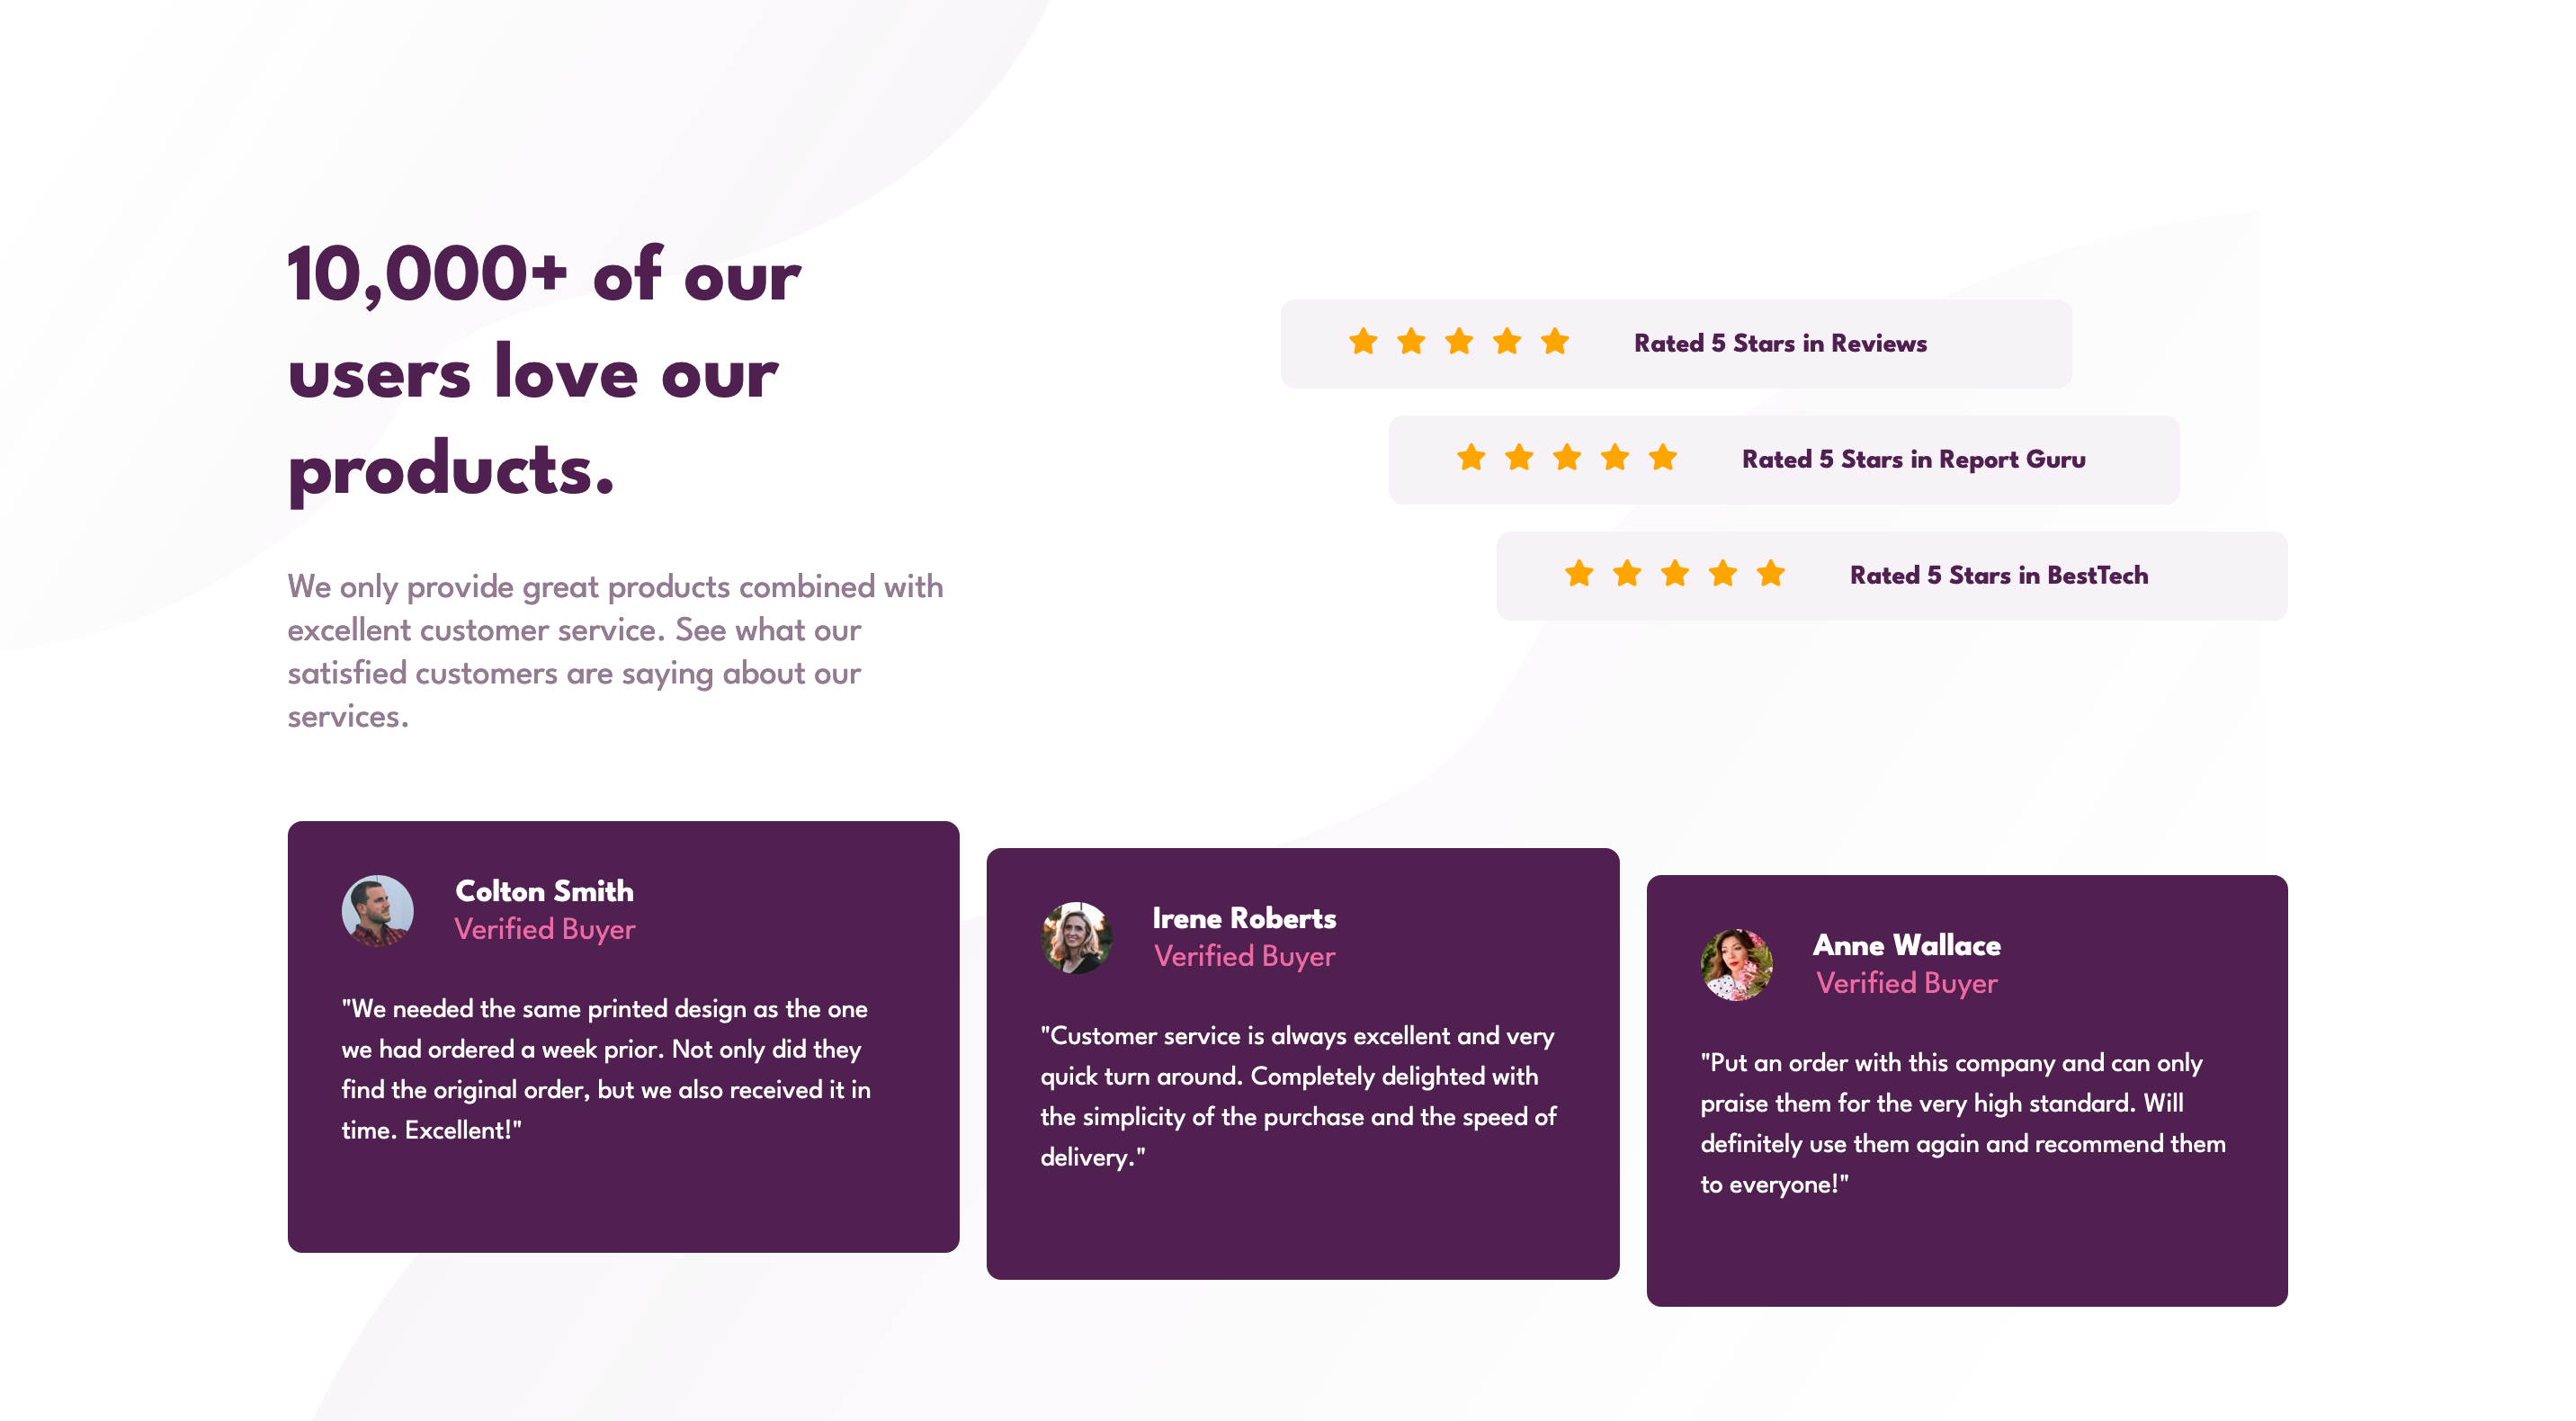 10,000+ of our
users love our
products.
We only provide great products combined with
excellent customer service. See what our
satisfied customers are saying about our
services.
Rated 5 Stars in Reviews
Rated 5 Stars in Report Guru
Rated 5 Stars in BestTech
Colton Smith
Verified Buyer
"We needed the same printed design as the one
we had ordered a week prior. Not only did they
find the original order, but we also received it in
time. Excellent!"
Irene Roberts
Verified Buyer
"Customer service is always excellent and very
quick turn around. Completely delighted with
the simplicity of the purchase and the speed of
delivery."
Anne Wallace
Verified Buyer
"Put an order with this company and can only
praise them for the very high standard. Will
definitely use them again and recommend them
to everyone!"